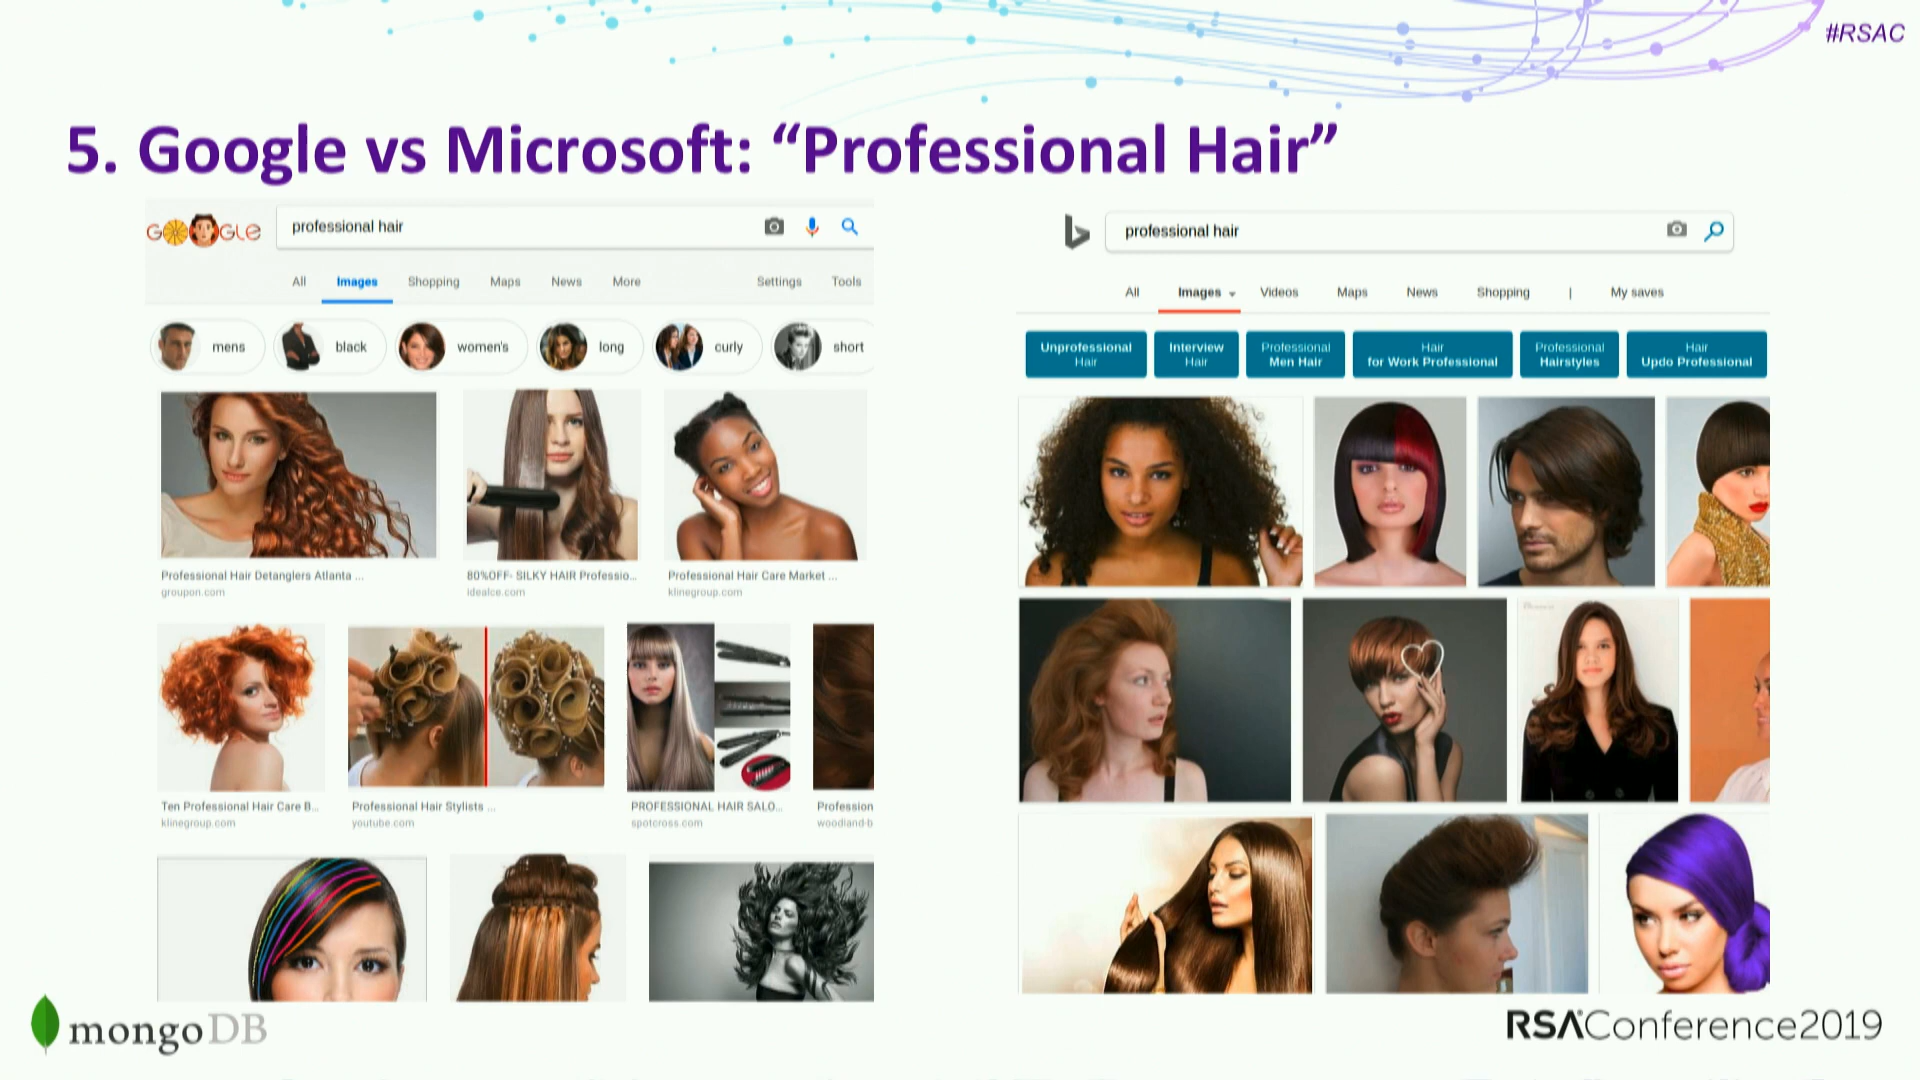 #RSAC
5. Google vs Microsoft: “Professional Hair”
GOOGLE
professional hair
All Images Shopping Maps News More Settings Tools
mens black women's long curly short
Professional Hair Detanglers Atlanta ...
groupon.com
80%OFF- SILKY HAIR Professio...
idealce.com
Professional Hair Care Market ...
klinegroup.com
Ten Professional Hair Care B...
klinegroup.com
Professional Hair Stylists ...
youtube.com
PROFESSIONAL HAIR SALO...
spotcross.com
Profession
woodland-b
professional hair
All Images Videos Maps News Shopping | My saves
Unprofessional
Hair
Interview
Hair
Professional
Men Hair
Hair
for Work Professional
Professional
Hairstyles
Hair
Updo Professional
mongoDB
RSAConference2019